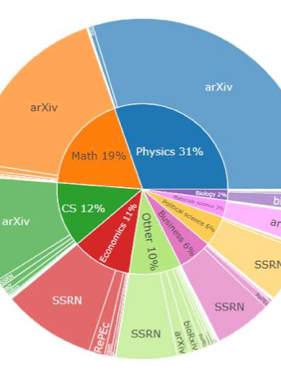 arXiv
arXiv
Physics 31%
Math 19%
Biology 2%
CS 12%
Political science 6%
arXiv
Economics 11%
Other 10%
Business 6%
SSRN
SSRN
SSRN
RePEc
SSRN
arXiv
bioRxiv